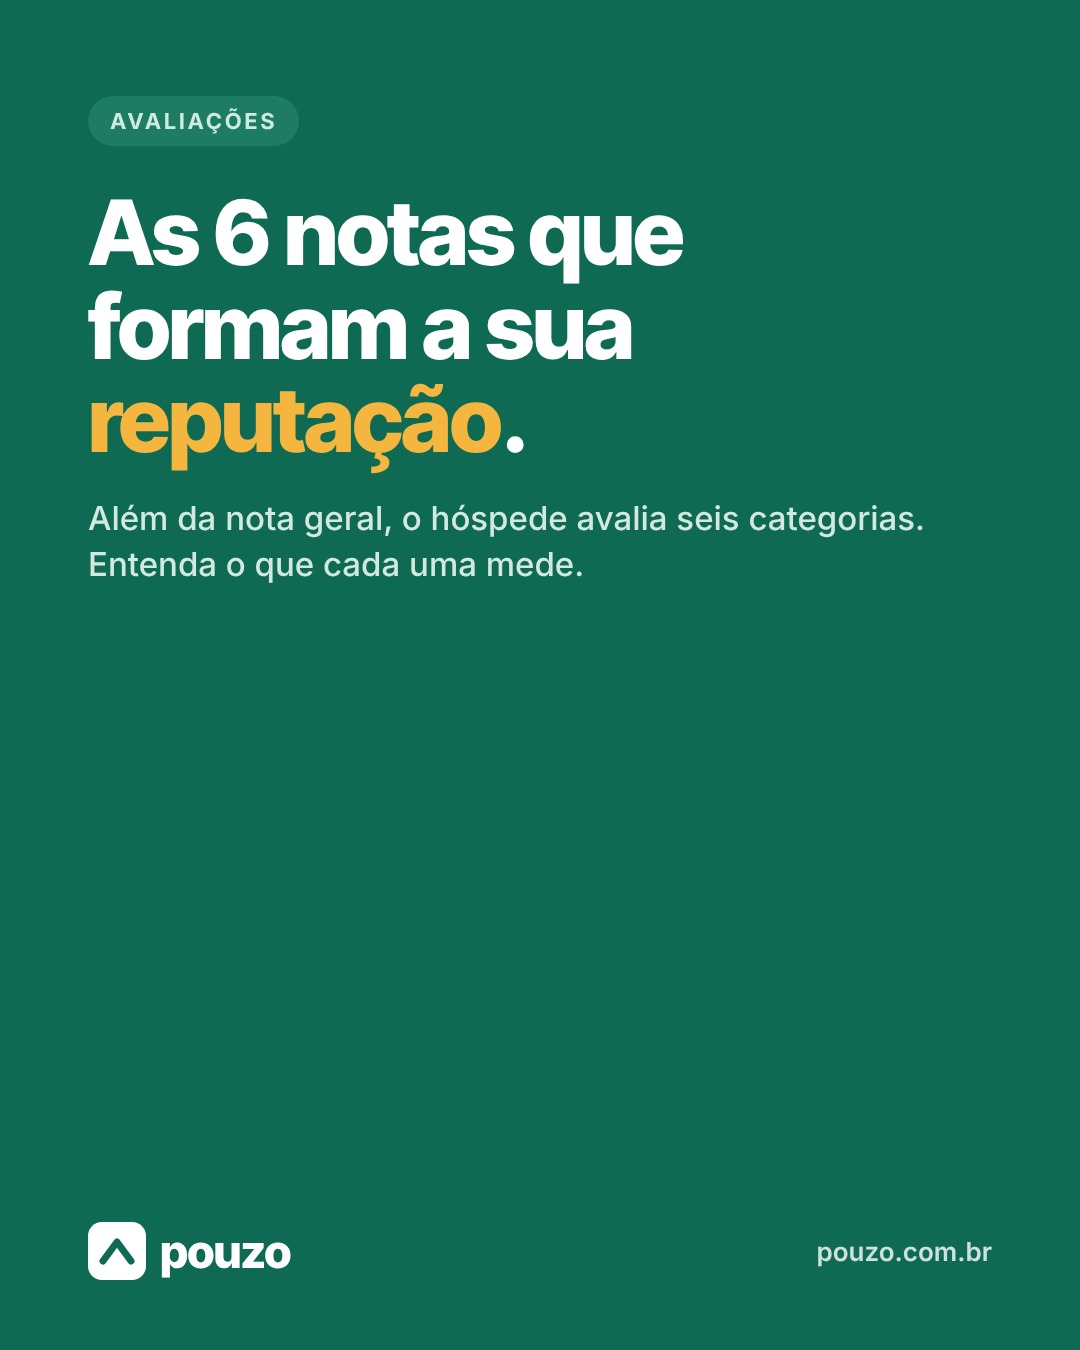 AVALIAÇÕES
As 6 notas que
formam a sua
reputação.
Além da nota geral, o hóspede avalia seis categorias.
Entenda o que cada uma mede.
pouzo
pouzo.com.br